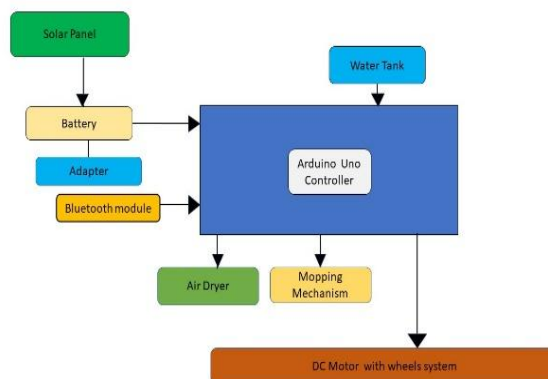 Solar Panel
Water Tank
Battery
Adapter
Arduino Uno
Controller
Bluetooth module
Air Dryer
Mopping
Mechanism
DC Motor with wheels system